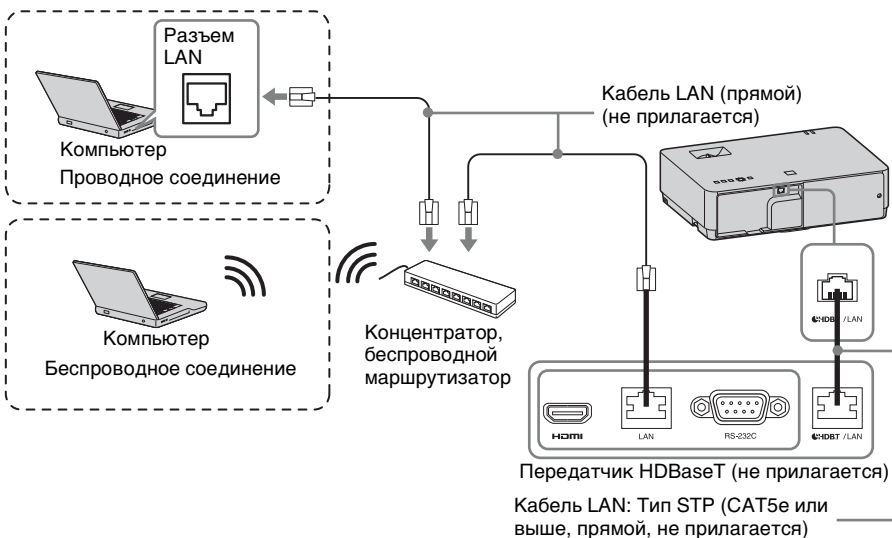 Разъем
LAN
Компьютер
Проводное соединение
Кабель LAN (прямой)
(не прилагается)
Компьютер
Беспроводное соединение
Концентратор,
беспроводной
маршрутизатор
HDBT / LAN
HDMI
LAN
RS-232C
HDBT / LAN
Передатчик HDBaseT (не прилагается)
Кабель LAN: Тип STP (CAT5e или
выше, прямой, не прилагается)